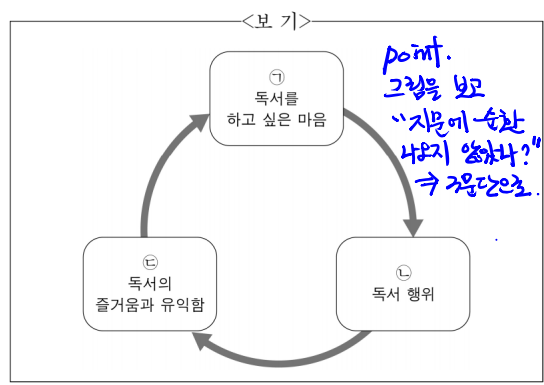 <보 기>
㉠
독서를
하고 싶은 마음
㉡
독서 행위
㉢
독서의
즐거움과 유익함
point.
그림을 보고
"지문에 순환
나오지 않았나?"
⇒ 2문단으로.